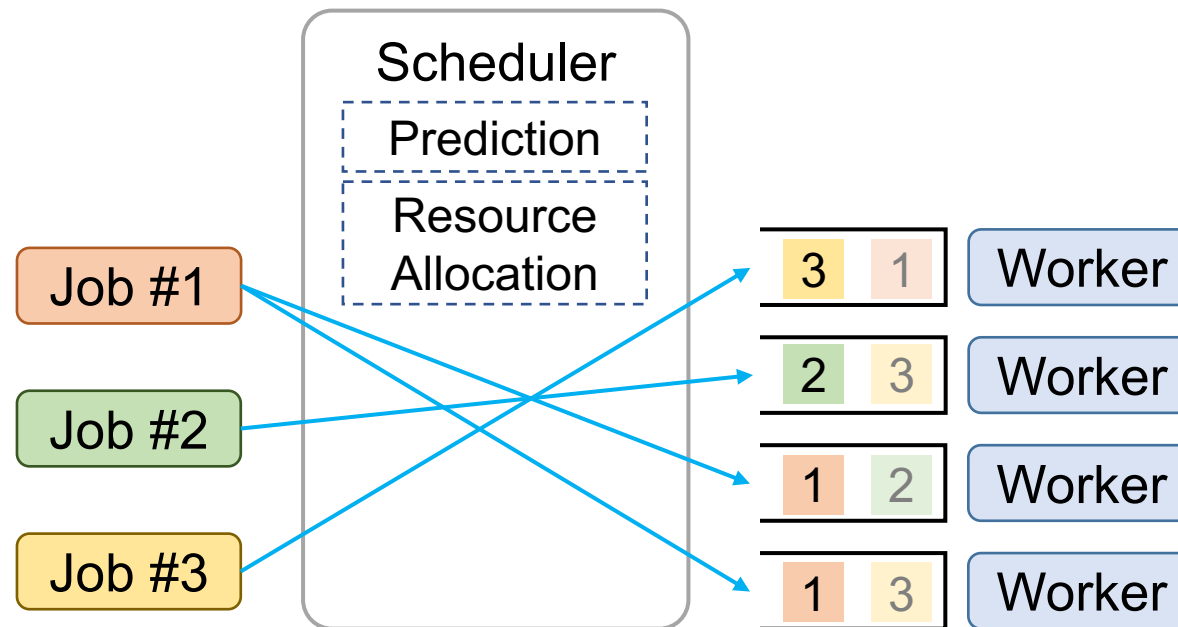 Scheduler
Prediction
Resource
Allocation
Job #1
Job #2
Job #3
3 1 Worker
2 3 Worker
1 2 Worker
1 3 Worker